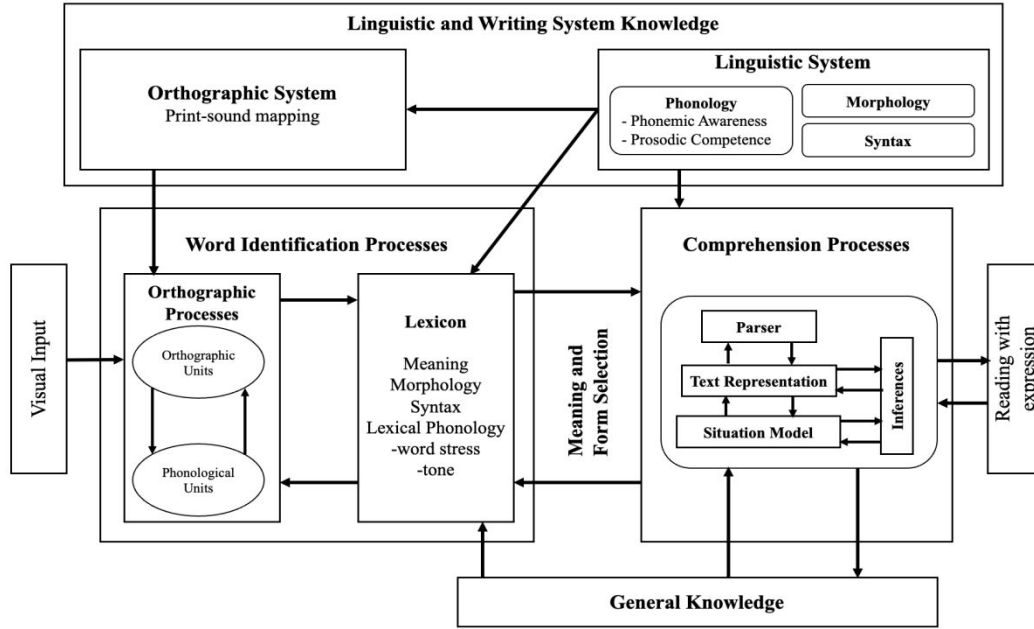 Linguistic and Writing System Knowledge
Orthographic System
Print-sound mapping
Linguistic System
Phonology
- Phonemic Awareness
- Prosodic Competence
Morphology
Syntax
Word Identification Processes
Comprehension Processes
Visual Input
Orthographic
Processes
Orthographic
Units
Phonological
Units
Lexicon
Meaning
Morphology
Syntax
Lexical Phonology
-word stress
-tone
Meaning and
Form Selection
Parser
Text Representation
Situation Model
Inferences
Reading with
expression
General Knowledge